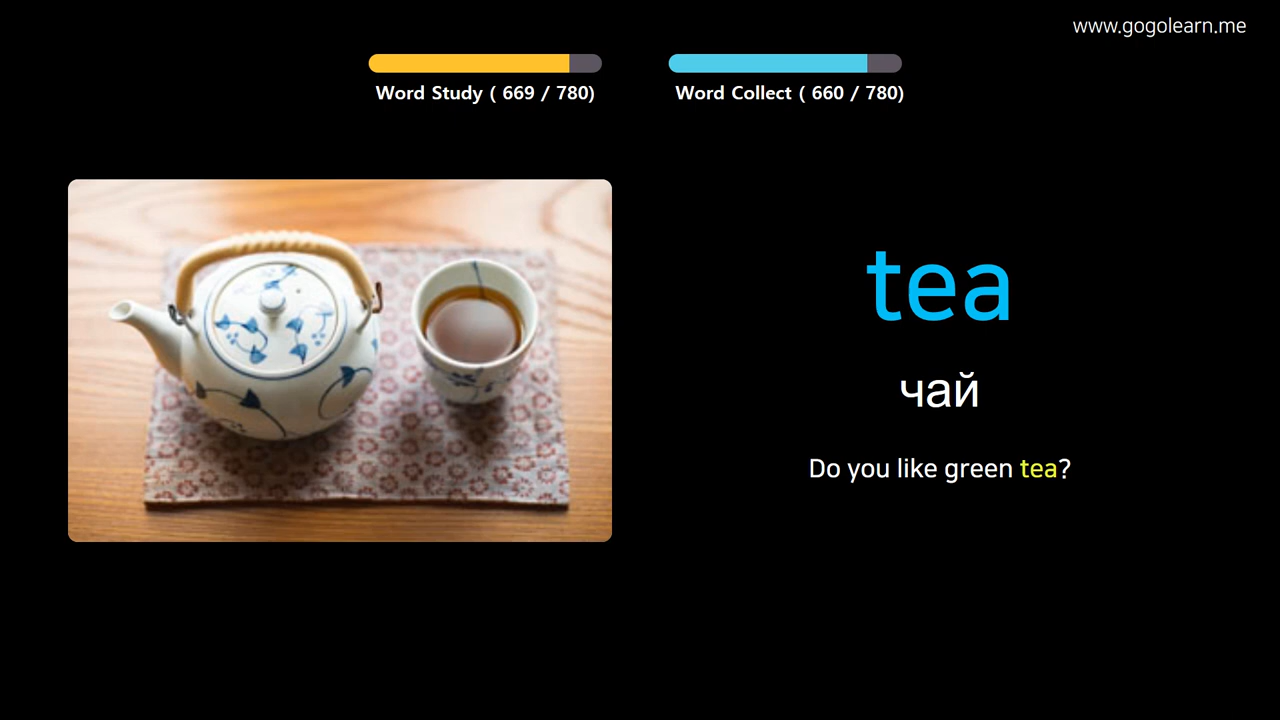 www.gogolearn.me
Word Study ( 669 / 780)
Word Collect ( 660 / 780)
tea
чай
Do you like green tea?